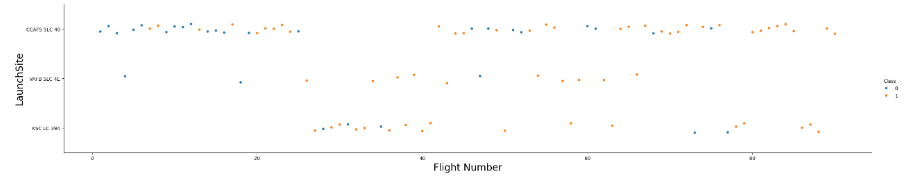 CCAFS SLC 40
VAFB SLC 4E
KSC LC 39A
LaunchSite
0
20
40
60
80
Flight Number
Class
0
1